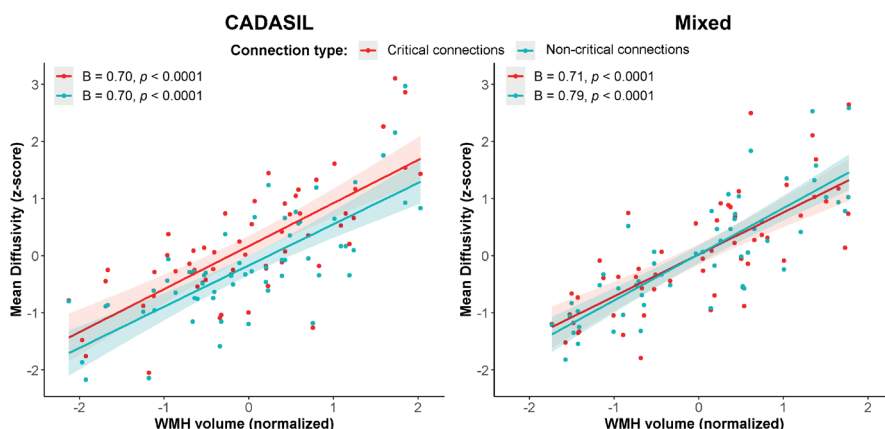 CADASIL
Mixed
Connection type: Critical connections Non-critical connections
B = 0.70, p < 0.0001
B = 0.70, p < 0.0001
Mean Diffusivity (z-score)
3
2
1
0
-1
-2
-2 -1 0 1 2
WMH volume (normalized)
B = 0.71, p < 0.0001
B = 0.79, p < 0.0001
Mean Diffusivity (z-score)
3
2
1
0
-1
-2
-2 -1 0 1 2
WMH volume (normalized)